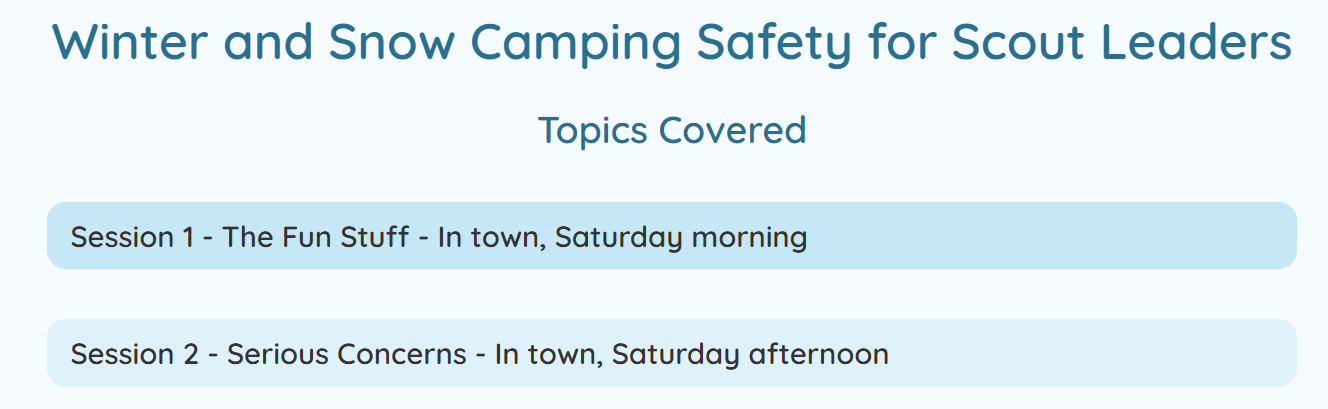 Winter and Snow Camping Safety for Scout Leaders
Topics Covered
Session 1 - The Fun Stuff - In town, Saturday morning
Session 2 - Serious Concerns - In town, Saturday afternoon